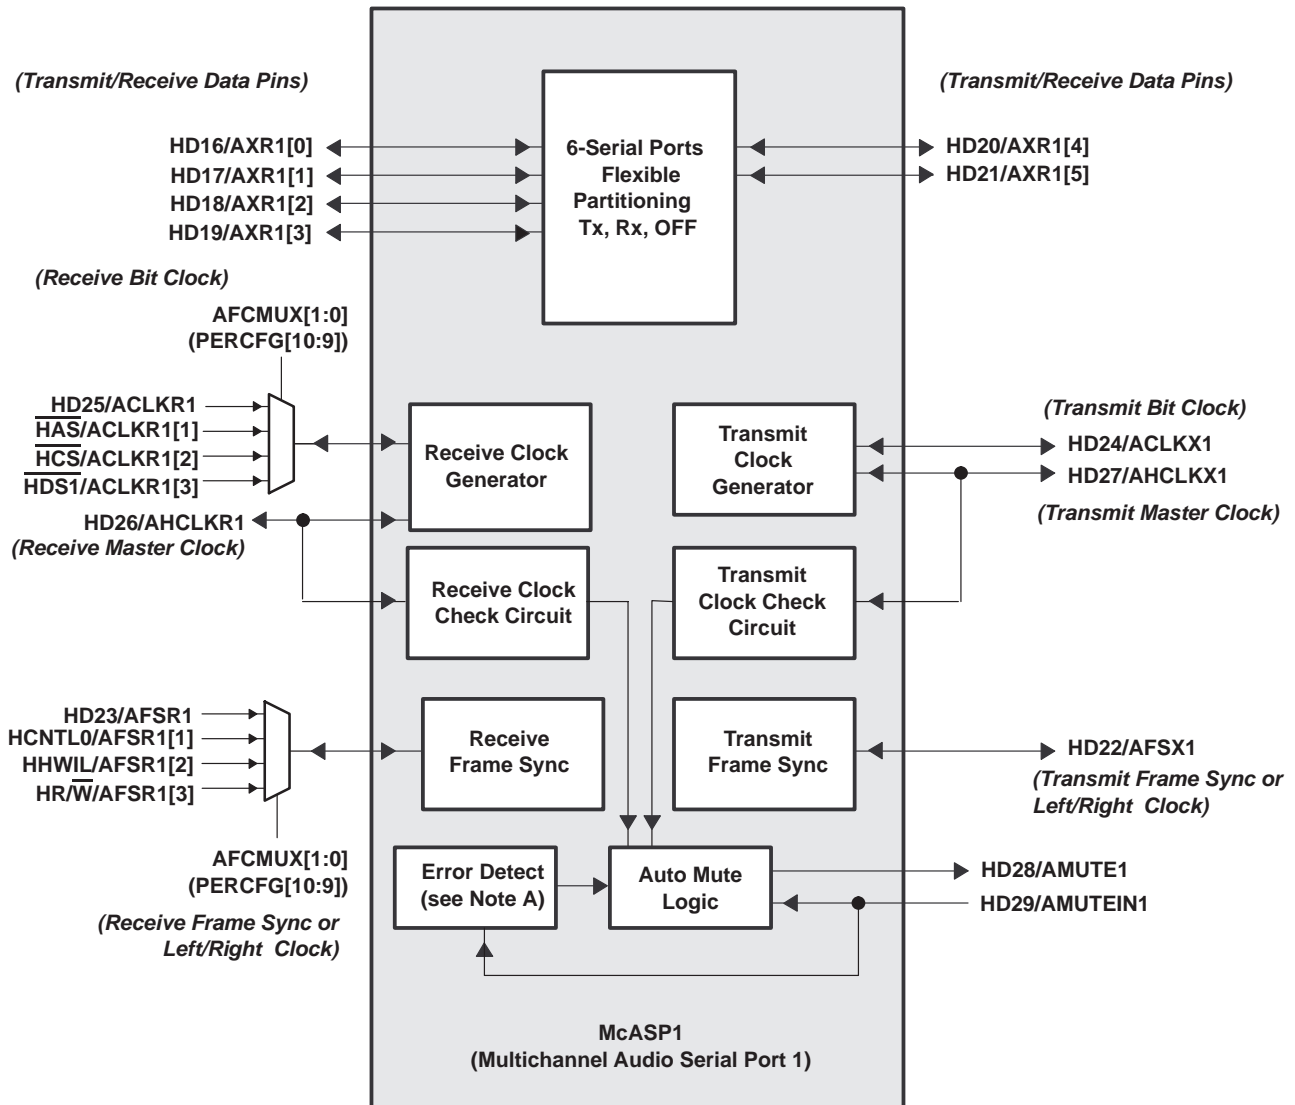 (Transmit/Receive Data Pins)
HD16/AXR1[0]
HD17/AXR1[1]
HD18/AXR1[2]
HD19/AXR1[3]
6-Serial Ports
Flexible
Partitioning
Tx, Rx, OFF
(Transmit/Receive Data Pins)
HD20/AXR1[4]
HD21/AXR1[5]
(Receive Bit Clock)
AFCMUX[1:0]
(PERCFG[10:9])
HD25/ACLKR1
H̅A̅S̅/ACLKR1[1]
H̅C̅S̅/ACLKR1[2]
H̅D̅S̅1̅/ACLKR1[3]
HD26/AHCLKR1
(Receive Master Clock)
Receive Clock
Generator
Transmit
Clock
Generator
(Transmit Bit Clock)
HD24/ACLKX1
HD27/AHCLKX1
(Transmit Master Clock)
Receive Clock
Check Circuit
Transmit
Clock Check
Circuit
HD23/AFSR1
HCNTL0/AFSR1[1]
HHWIL/AFSR1[2]
HR/W̅/AFSR1[3]
AFCMUX[1:0]
(PERCFG[10:9])
(Receive Frame Sync or
Left/Right Clock)
Receive
Frame Sync
Transmit
Frame Sync
HD22/AFSX1
(Transmit Frame Sync or
Left/Right Clock)
Error Detect
(see Note A)
Auto Mute
Logic
HD28/AMUTE1
HD29/AMUTEIN1
McASP1
(Multichannel Audio Serial Port 1)